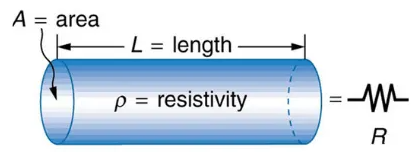 A = area
L = length
ρ = resistivity
=
R